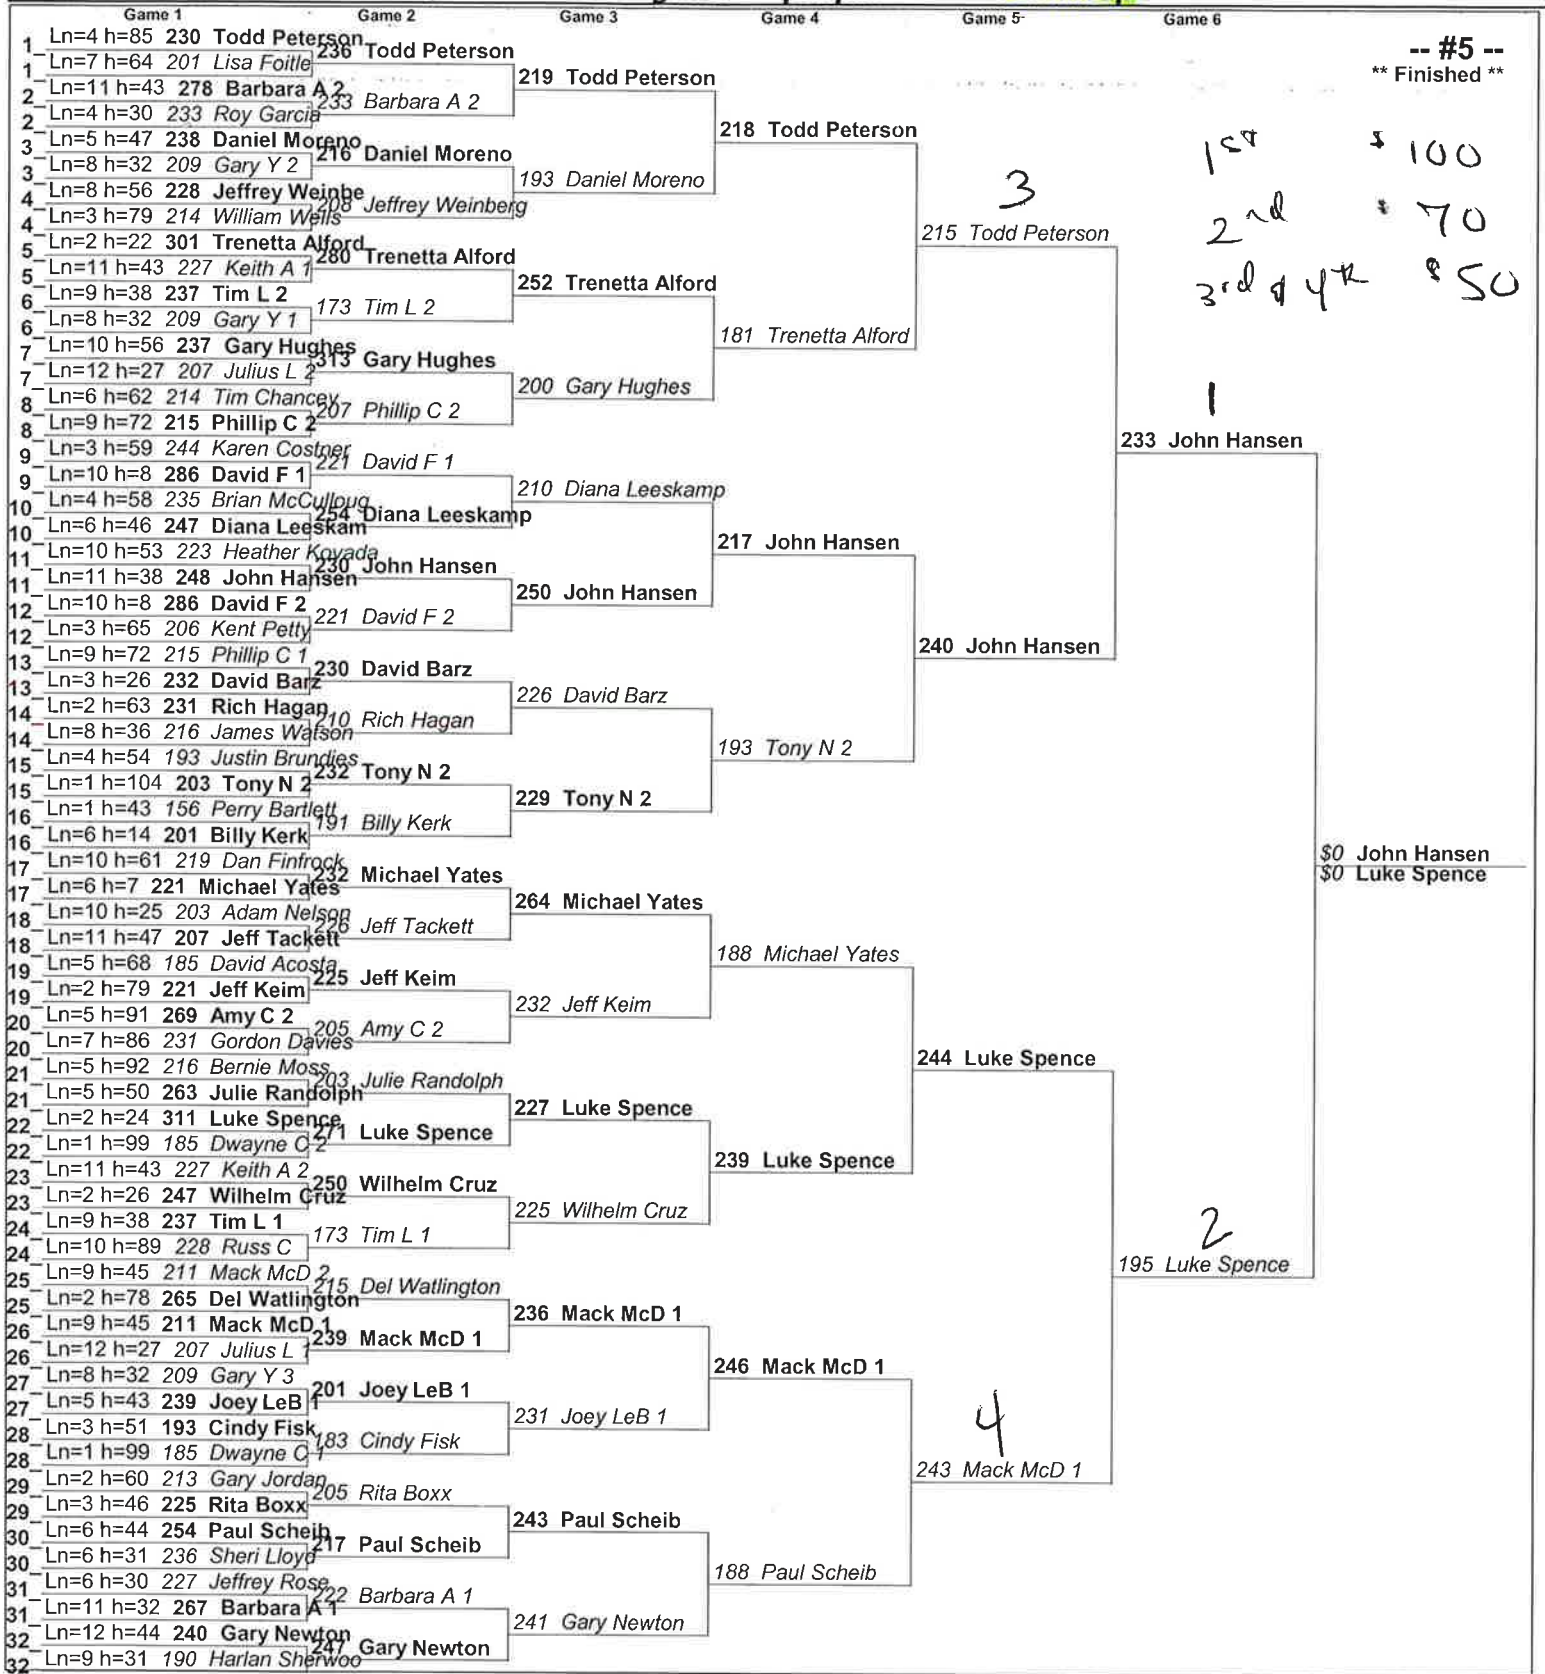 Game 1 Game 2 Game 3 Game 4 Game 5 Game 6
-- #5 --
** Finished **
1st $ 100
2nd $ 70
3rd & 4th $ 50
1 Ln=4 h=85 230 Todd Peterson
1 Ln=7 h=64 201 Lisa Foitle
2 Ln=11 h=43 278 Barbara A 2
2 Ln=4 h=30 233 Roy Garcia
3 Ln=5 h=47 238 Daniel Moreno
3 Ln=8 h=32 209 Gary Y 2
4 Ln=8 h=56 228 Jeffrey Weinbe
4 Ln=3 h=79 214 William Wells
5 Ln=2 h=22 301 Trenetta Alford
5 Ln=11 h=43 227 Keith A 1
6 Ln=9 h=38 237 Tim L 2
6 Ln=8 h=32 209 Gary Y 1
7 Ln=10 h=56 237 Gary Hughes
7 Ln=12 h=27 207 Julius L 2
8 Ln=6 h=62 214 Tim Chancey
8 Ln=9 h=72 215 Phillip C 2
9 Ln=3 h=59 244 Karen Costner
9 Ln=10 h=8 286 David F 1
10 Ln=4 h=58 235 Brian McCulloug
10 Ln=6 h=46 247 Diana Leeskam
11 Ln=10 h=53 223 Heather Kovada
11 Ln=11 h=38 248 John Hansen
12 Ln=10 h=8 286 David F 2
12 Ln=3 h=65 206 Kent Petty
13 Ln=9 h=72 215 Phillip C 1
13 Ln=3 h=26 232 David Barz
14 Ln=2 h=63 231 Rich Hagan
14 Ln=8 h=36 216 James Watson
15 Ln=4 h=54 193 Justin Brundies
15 Ln=1 h=104 203 Tony N 2
16 Ln=1 h=43 156 Perry Bartlett
16 Ln=6 h=14 201 Billy Kerk
17 Ln=10 h=61 219 Dan Finfrock
17 Ln=6 h=7 221 Michael Yates
18 Ln=10 h=25 203 Adam Nelson
18 Ln=11 h=47 207 Jeff Tackett
19 Ln=5 h=68 185 David Acosta
19 Ln=2 h=79 221 Jeff Keim
20 Ln=5 h=91 269 Amy C 2
20 Ln=7 h=86 231 Gordon Davies
21 Ln=5 h=92 216 Bernie Moss
21 Ln=5 h=50 263 Julie Randolph
22 Ln=2 h=24 311 Luke Spence
22 Ln=1 h=99 185 Dwayne C 2
23 Ln=11 h=43 227 Keith A 2
23 Ln=2 h=26 247 Wilhelm Cruz
24 Ln=9 h=38 237 Tim L 1
24 Ln=10 h=89 228 Russ C
25 Ln=9 h=45 211 Mack McD 2
25 Ln=2 h=78 265 Del Watlington
26 Ln=9 h=45 211 Mack McD 1
26 Ln=12 h=27 207 Julius L 1
27 Ln=8 h=32 209 Gary Y 3
27 Ln=5 h=43 239 Joey LeB 1
28 Ln=3 h=51 193 Cindy Fisk
28 Ln=1 h=99 185 Dwayne C 1
29 Ln=2 h=60 213 Gary Jordan
29 Ln=3 h=46 225 Rita Boxx
30 Ln=6 h=44 254 Paul Scheib
30 Ln=6 h=31 236 Sheri Lloyd
31 Ln=6 h=30 227 Jeffrey Rose
31 Ln=11 h=32 267 Barbara A 1
32 Ln=12 h=44 240 Gary Newton
32 Ln=9 h=31 190 Harlan Sherwoo
236 Todd Peterson
233 Barbara A 2
216 Daniel Moreno
208 Jeffrey Weinberg
280 Trenetta Alford
173 Tim L 2
313 Gary Hughes
207 Phillip C 2
221 David F 1
254 Diana Leeskamp
230 John Hansen
221 David F 2
230 David Barz
210 Rich Hagan
232 Tony N 2
191 Billy Kerk
232 Michael Yates
226 Jeff Tackett
225 Jeff Keim
205 Amy C 2
203 Julie Randolph
271 Luke Spence
250 Wilhelm Cruz
173 Tim L 1
215 Del Watlington
239 Mack McD 1
201 Joey LeB 1
183 Cindy Fisk
205 Rita Boxx
217 Paul Scheib
222 Barbara A 1
247 Gary Newton
219 Todd Peterson
193 Daniel Moreno
252 Trenetta Alford
200 Gary Hughes
210 Diana Leeskamp
250 John Hansen
226 David Barz
229 Tony N 2
264 Michael Yates
232 Jeff Keim
227 Luke Spence
225 Wilhelm Cruz
236 Mack McD 1
231 Joey LeB 1
243 Paul Scheib
241 Gary Newton
218 Todd Peterson
181 Trenetta Alford
217 John Hansen
193 Tony N 2
188 Michael Yates
239 Luke Spence
246 Mack McD 1
188 Paul Scheib
3
215 Todd Peterson
240 John Hansen
244 Luke Spence
4
243 Mack McD 1
1
233 John Hansen
2
195 Luke Spence
$0 John Hansen
$0 Luke Spence